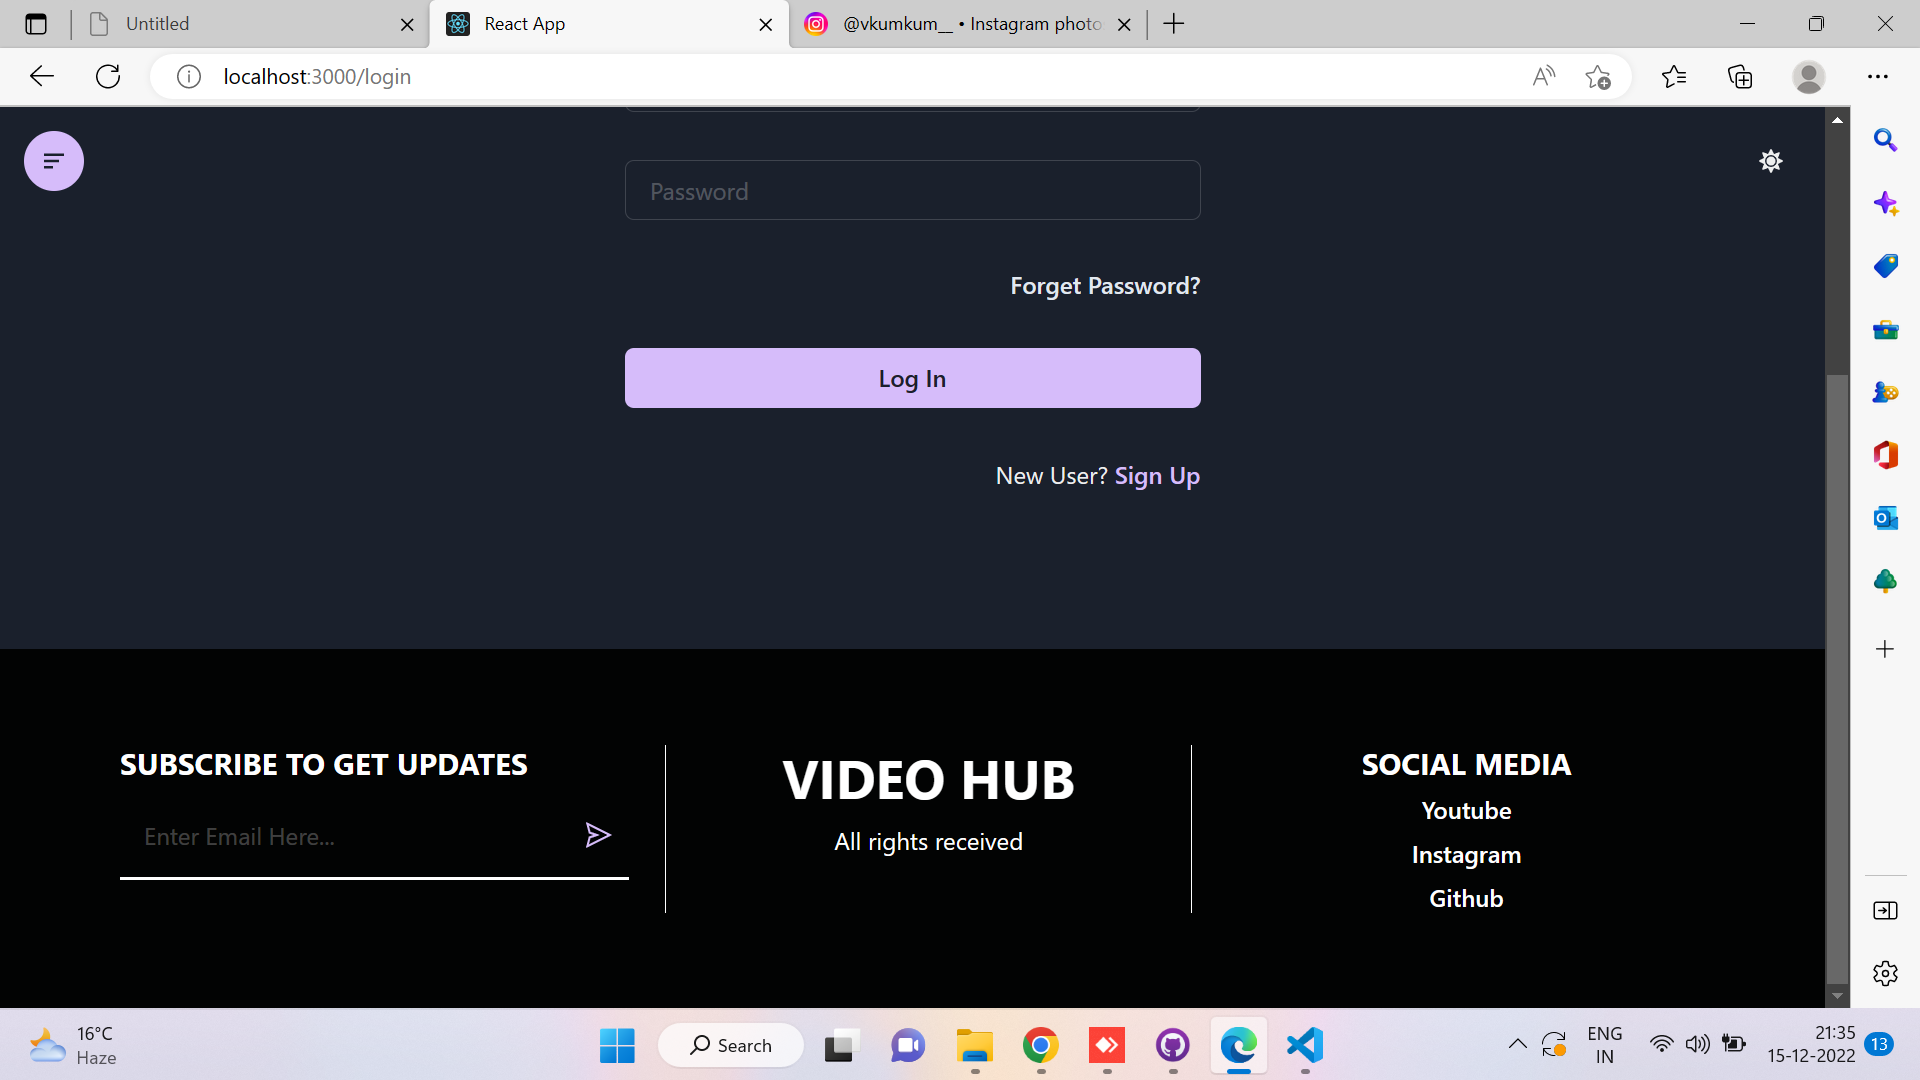 Untitled
React App
@vkumkum__ • Instagram photo
localhost:3000/login
Password
Forget Password?
Log In
New User? Sign Up
SUBSCRIBE TO GET UPDATES
Enter Email Here...
VIDEO HUB
All rights received
SOCIAL MEDIA
Youtube
Instagram
Github
16°C
Haze
Search
ENG
IN
21:35
15-12-2022
13